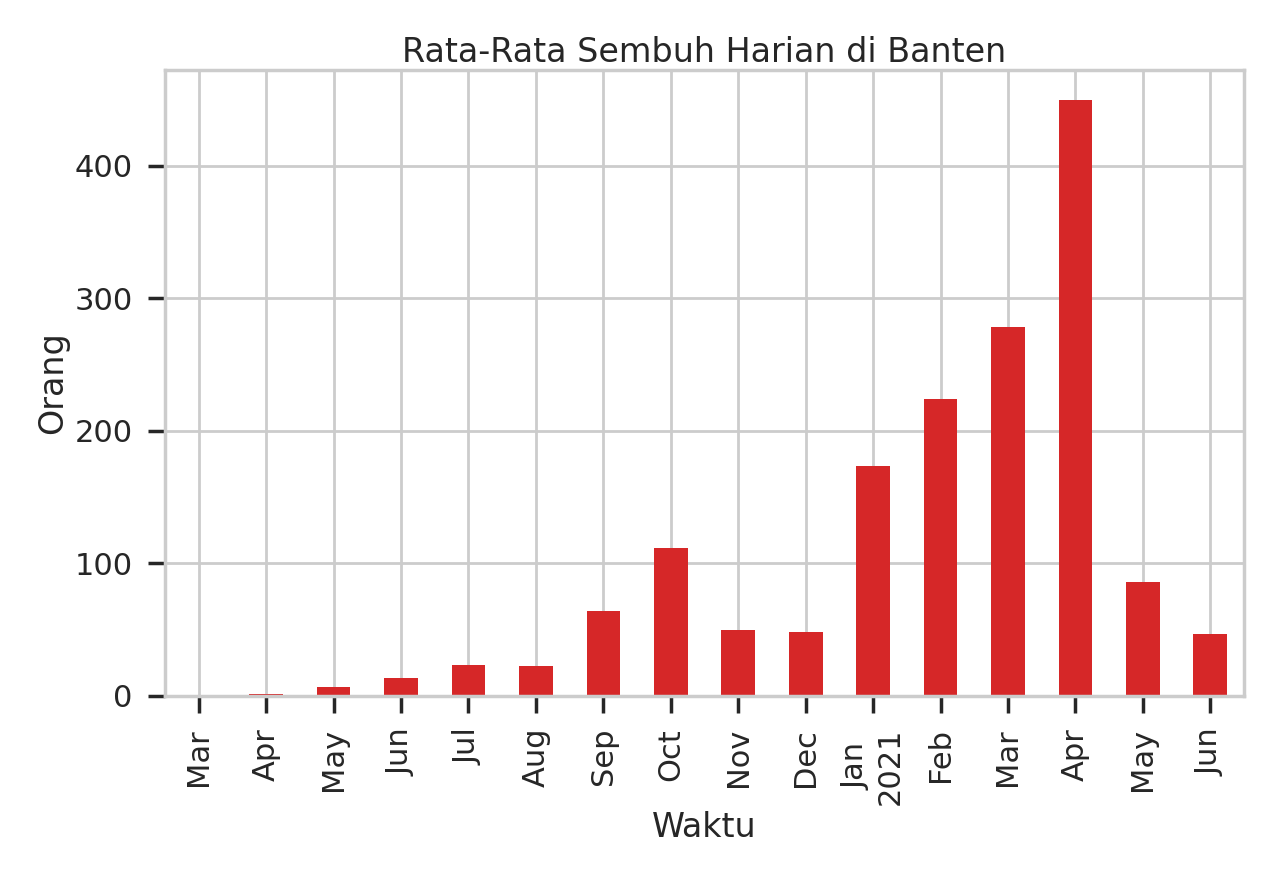 Rata-Rata Sembuh Harian di Banten
400
300
200
100
0
Orang
Mar
Apr
May
Jun
Jul
Aug
Sep
Oct
Nov
Dec
Jan
2021
Feb
Mar
Apr
May
Jun
Waktu